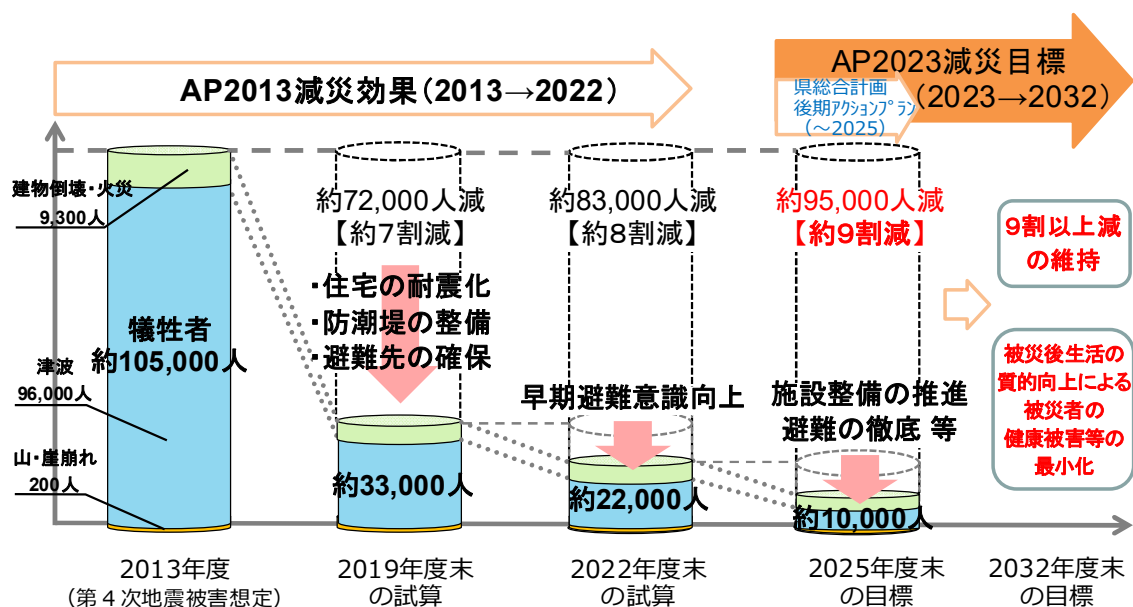 AP2013減災効果（2013→2022）
AP2023減災目標
（2023→2032）
県総合計画
後期ｱｸｼｮﾝﾌﾟﾗﾝ
（～2025）
建物倒壊・火災
9,300人
津波
96,000人
山・崖崩れ
200人
犠牲者
約105,000人
約72,000人減
【約7割減】
・住宅の耐震化
・防潮堤の整備
・避難先の確保
約33,000人
約83,000人減
【約8割減】
早期避難意識向上
約22,000人
約95,000人減
【約9割減】
施設整備の推進
避難の徹底 等
約10,000人
９割以上減
の維持
被災後生活の
質的向上による
被災者の
健康被害等の
最小化
2013年度
（第４次地震被害想定）
2019年度末
の試算
2022年度末
の試算
2025年度末
の目標
2032年度末
の目標